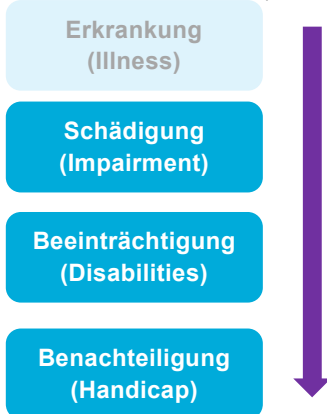 Erkrankung
(Illness)
Schädigung
(Impairment)
Beeinträchtigung
(Disabilities)
Benachteiligung
(Handicap)